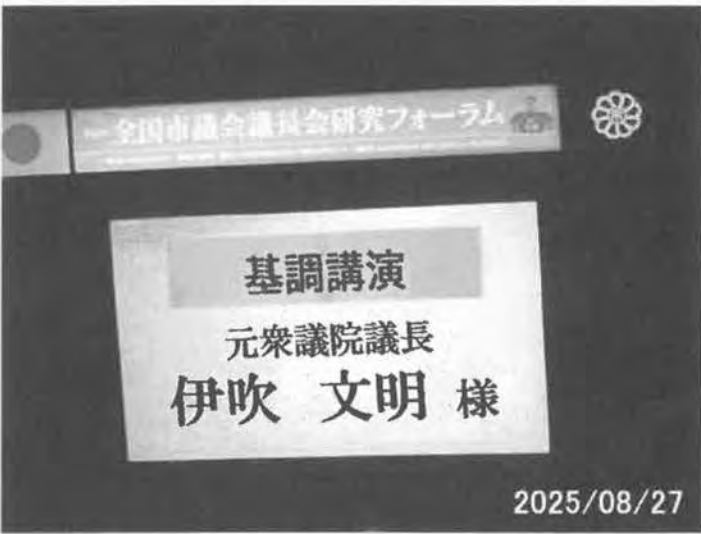 全国市議会議長会研究フォーラム
基調講演
元衆議院議長
伊吹 文明 様
2025/08/27